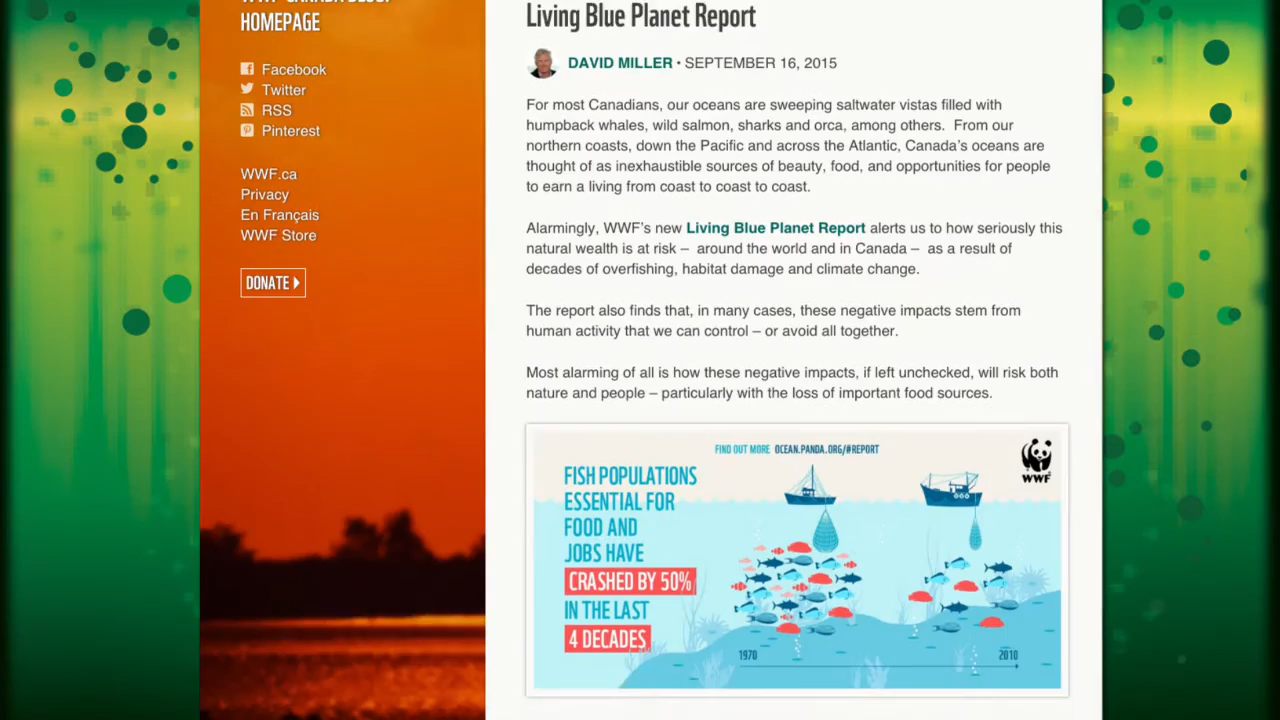 HOMEPAGE
Facebook
Twitter
RSS
Pinterest
WWF.ca
Privacy
En Français
WWF Store
DONATE
Living Blue Planet Report
DAVID MILLER • SEPTEMBER 16, 2015
For most Canadians, our oceans are sweeping saltwater vistas filled with
humpback whales, wild salmon, sharks and orca, among others. From our
northern coasts, down the Pacific and across the Atlantic, Canada's oceans are
thought of as inexhaustible sources of beauty, food, and opportunities for people
to earn a living from coast to coast to coast.
Alarmingly, WWF's new Living Blue Planet Report alerts us to how seriously this
natural wealth is at risk – around the world and in Canada – as a result of
decades of overfishing, habitat damage and climate change.
The report also finds that, in many cases, these negative impacts stem from
human activity that we can control – or avoid all together.
Most alarming of all is how these negative impacts, if left unchecked, will risk both
nature and people – particularly with the loss of important food sources.
FIND OUT MORE OCEAN.PANDA.ORG/#REPORT
WWF
FISH POPULATIONS
ESSENTIAL FOR
FOOD AND
JOBS HAVE
CRASHED BY 50%
IN THE LAST
4 DECADES
1970
2010